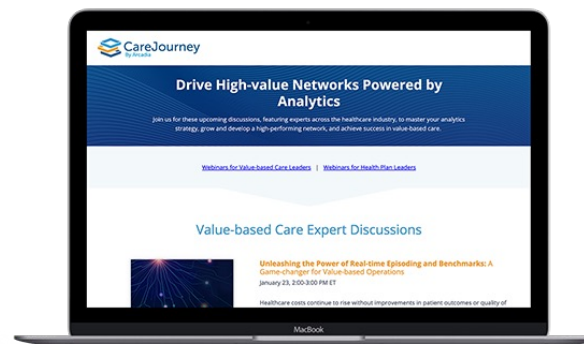 CareJourney
By Arcadia
Drive High-value Networks Powered by
Analytics
Join us for these upcoming discussions, featuring experts across the healthcare industry, to master your analytics
strategy, grow and develop a high-performing network, and achieve success in value-based care.
Webinars for Value-based Care Leaders | Webinars for Health Plan Leaders
Value-based Care Expert Discussions
Unleashing the Power of Real-time Episoding and Benchmarks: A
Game-changer for Value-based Operations
January 23, 2:00-3:00 PM ET
Healthcare costs continue to rise without improvements in patient outcomes or quality of
MacBook